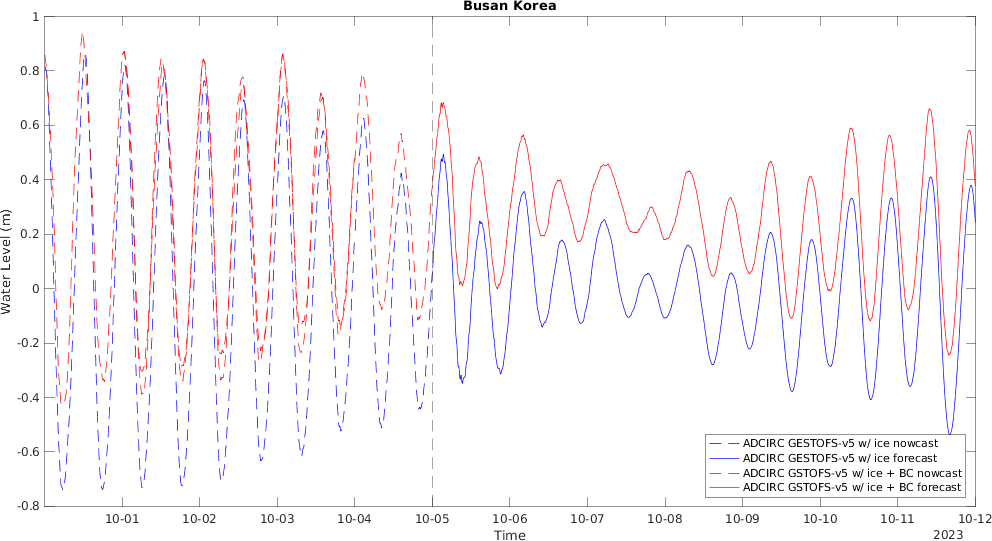 Busan Korea
1
0.8
0.6
0.4
0.2
0
-0.2
-0.4
-0.6
-0.8
Water Level (m)
ADCIRC GESTOFS-v5 w/ ice nowcast
ADCIRC GESTOFS-v5 w/ ice forecast
ADCIRC GSTOFS-v5 w/ ice + BC nowcast
ADCIRC GSTOFS-v5 w/ ice + BC forecast
10-01 10-02 10-03 10-04 10-05 10-06 10-07 10-08 10-09 10-10 10-11 10-12
Time
2023